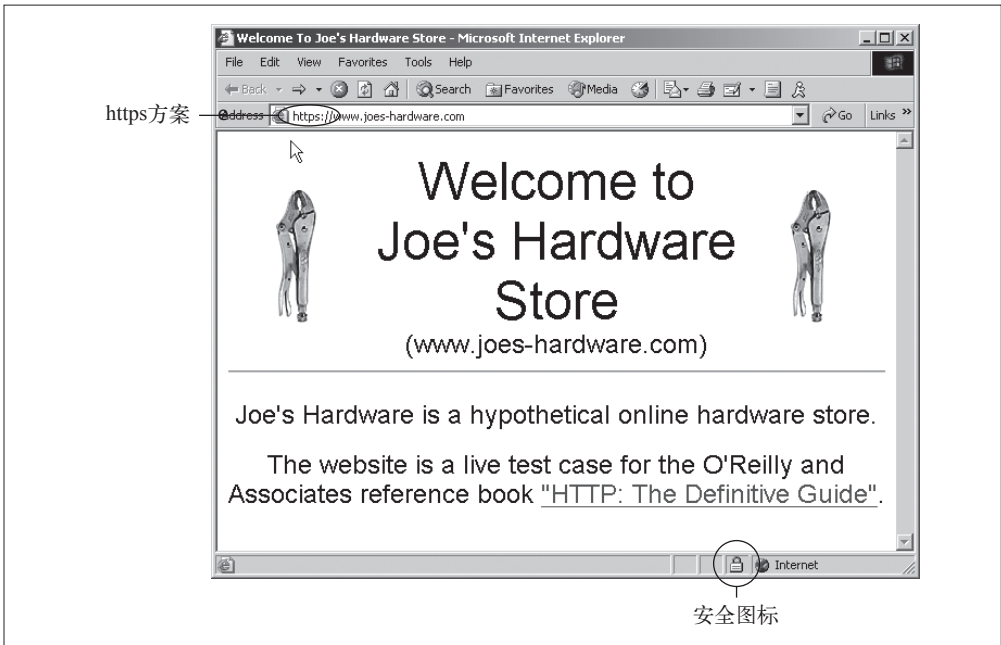 Welcome To Joe's Hardware Store - Microsoft Internet Explorer
File Edit View Favorites Tools Help
Back Search Favorites Media
https方案
Address https://www.joes-hardware.com Go Links »
Welcome to
Joe's Hardware
Store
(www.joes-hardware.com)
Joe's Hardware is a hypothetical online hardware store.
The website is a live test case for the O'Reilly and
Associates reference book "HTTP: The Definitive Guide".
Internet
安全图标